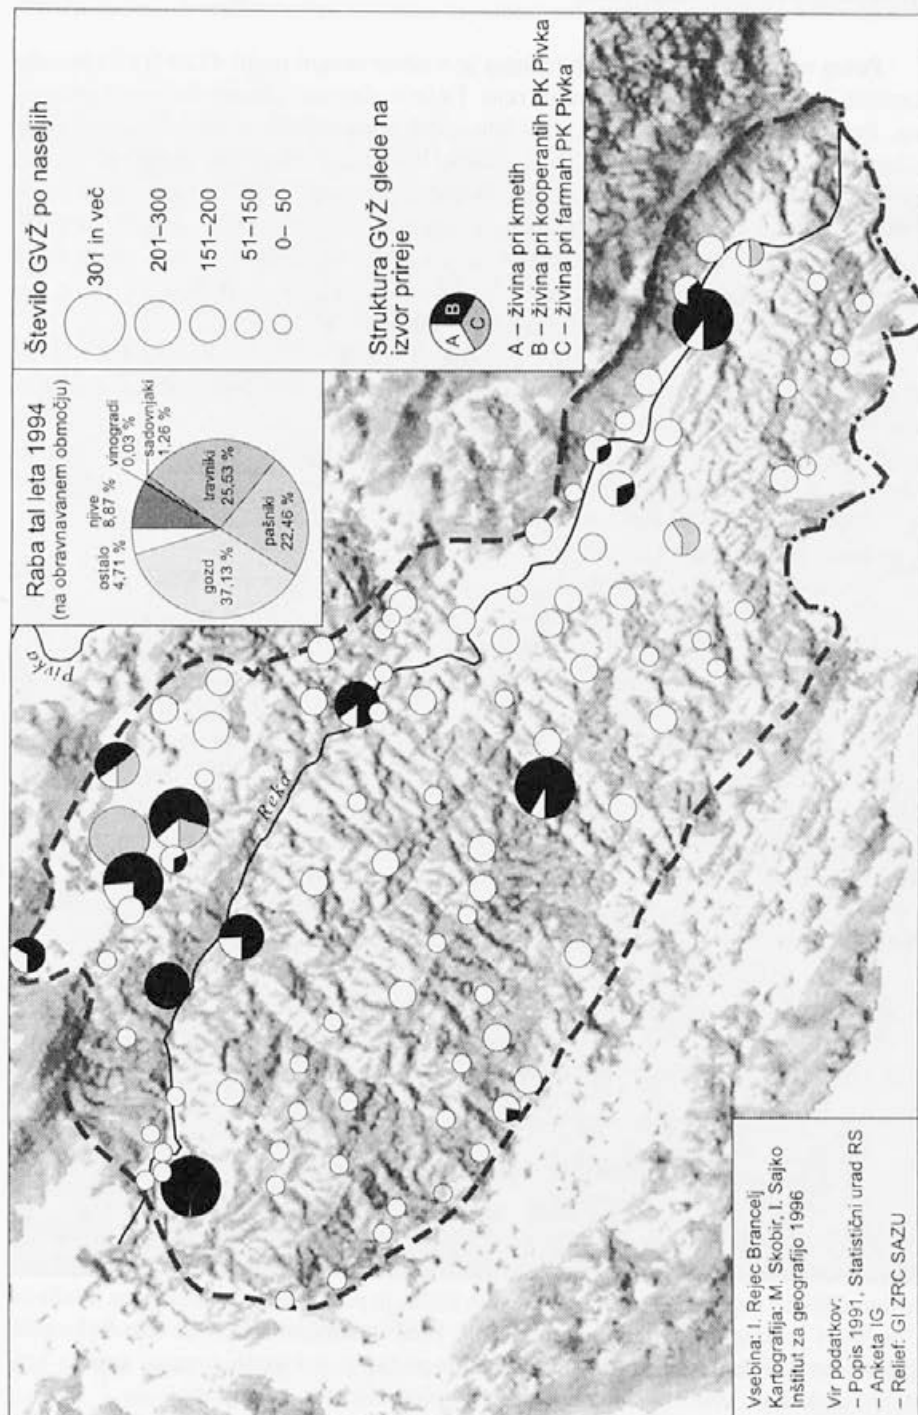 Raba tal leta 1994
(na obravnavanem območju)
ostalo
4,71 %
njive
8,87 %
vinogradi
0,03 %
sadovnjaki
1,26 %
travniki
25,53 %
pašniki
22,46 %
gozd
37,13 %
Število GVŽ po naseljih
301 in več
201–300
151–200
51–150
0– 50
Struktura GVŽ glede na
izvor prireje
A
B
C
A – živina pri kmetih
B – živina pri kooperantih PK Pivka
C – živina pri farmah PK Pivka
Pivka
Reka
Vsebina: I. Rejec Brancelj
Kartografija: M. Skobir, I. Sajko
Inštitut za geografijo 1996
Vir podatkov:
– Popis 1991, Statistični urad RS
– Anketa IG
– Relief: GI ZRC SAZU